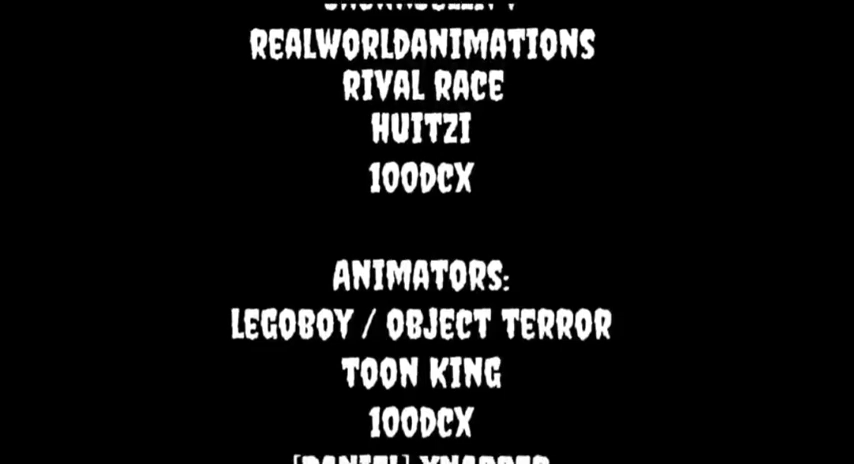 REALWORLDANIMATIONS
RIVAL RACE
HUITZI
100DCX
ANIMATORS:
LEGOBOY / OBJECT TERROR
TOON KING
100DCX